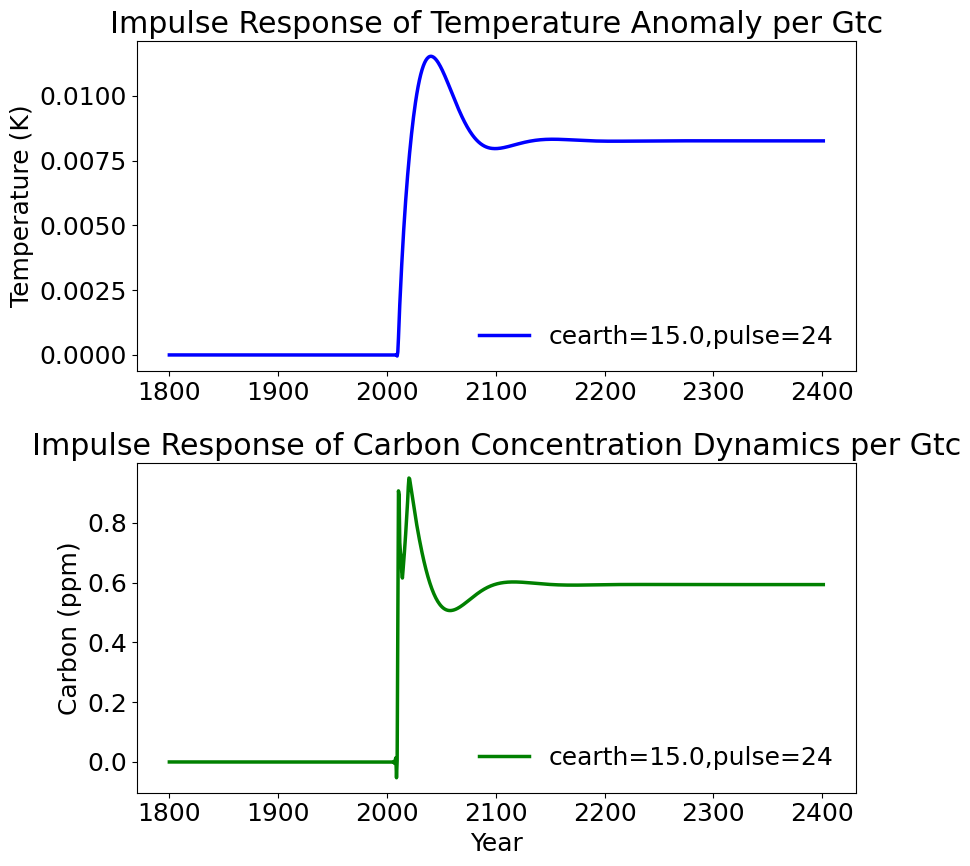 Impulse Response of Temperature Anomaly per Gtc
Temperature (K)
0.0100
0.0075
0.0050
0.0025
0.0000
cearth=15.0,pulse=24
1800 1900 2000 2100 2200 2300 2400
Impulse Response of Carbon Concentration Dynamics per Gtc
Carbon (ppm)
0.8
0.6
0.4
0.2
0.0
cearth=15.0,pulse=24
1800 1900 2000 2100 2200 2300 2400
Year